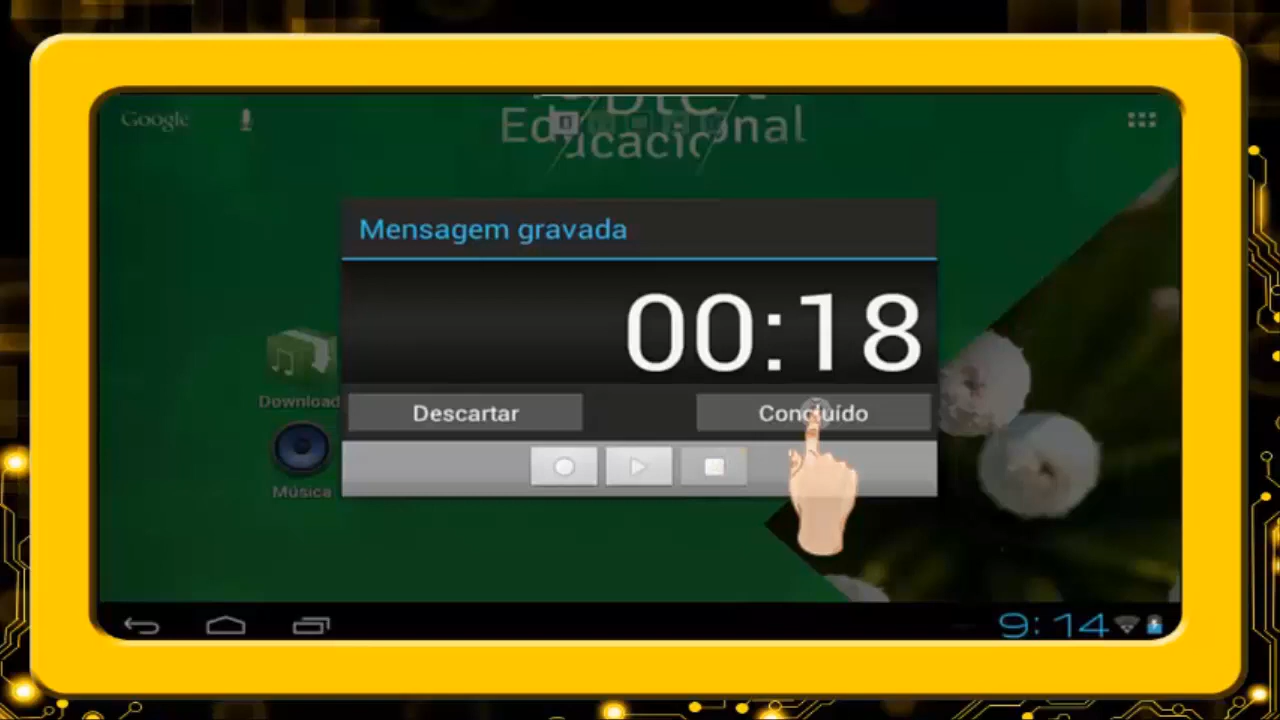 Google
Educacional
Mensagem gravada
00:18
Download
Descartar
Concluído
Música
9:14